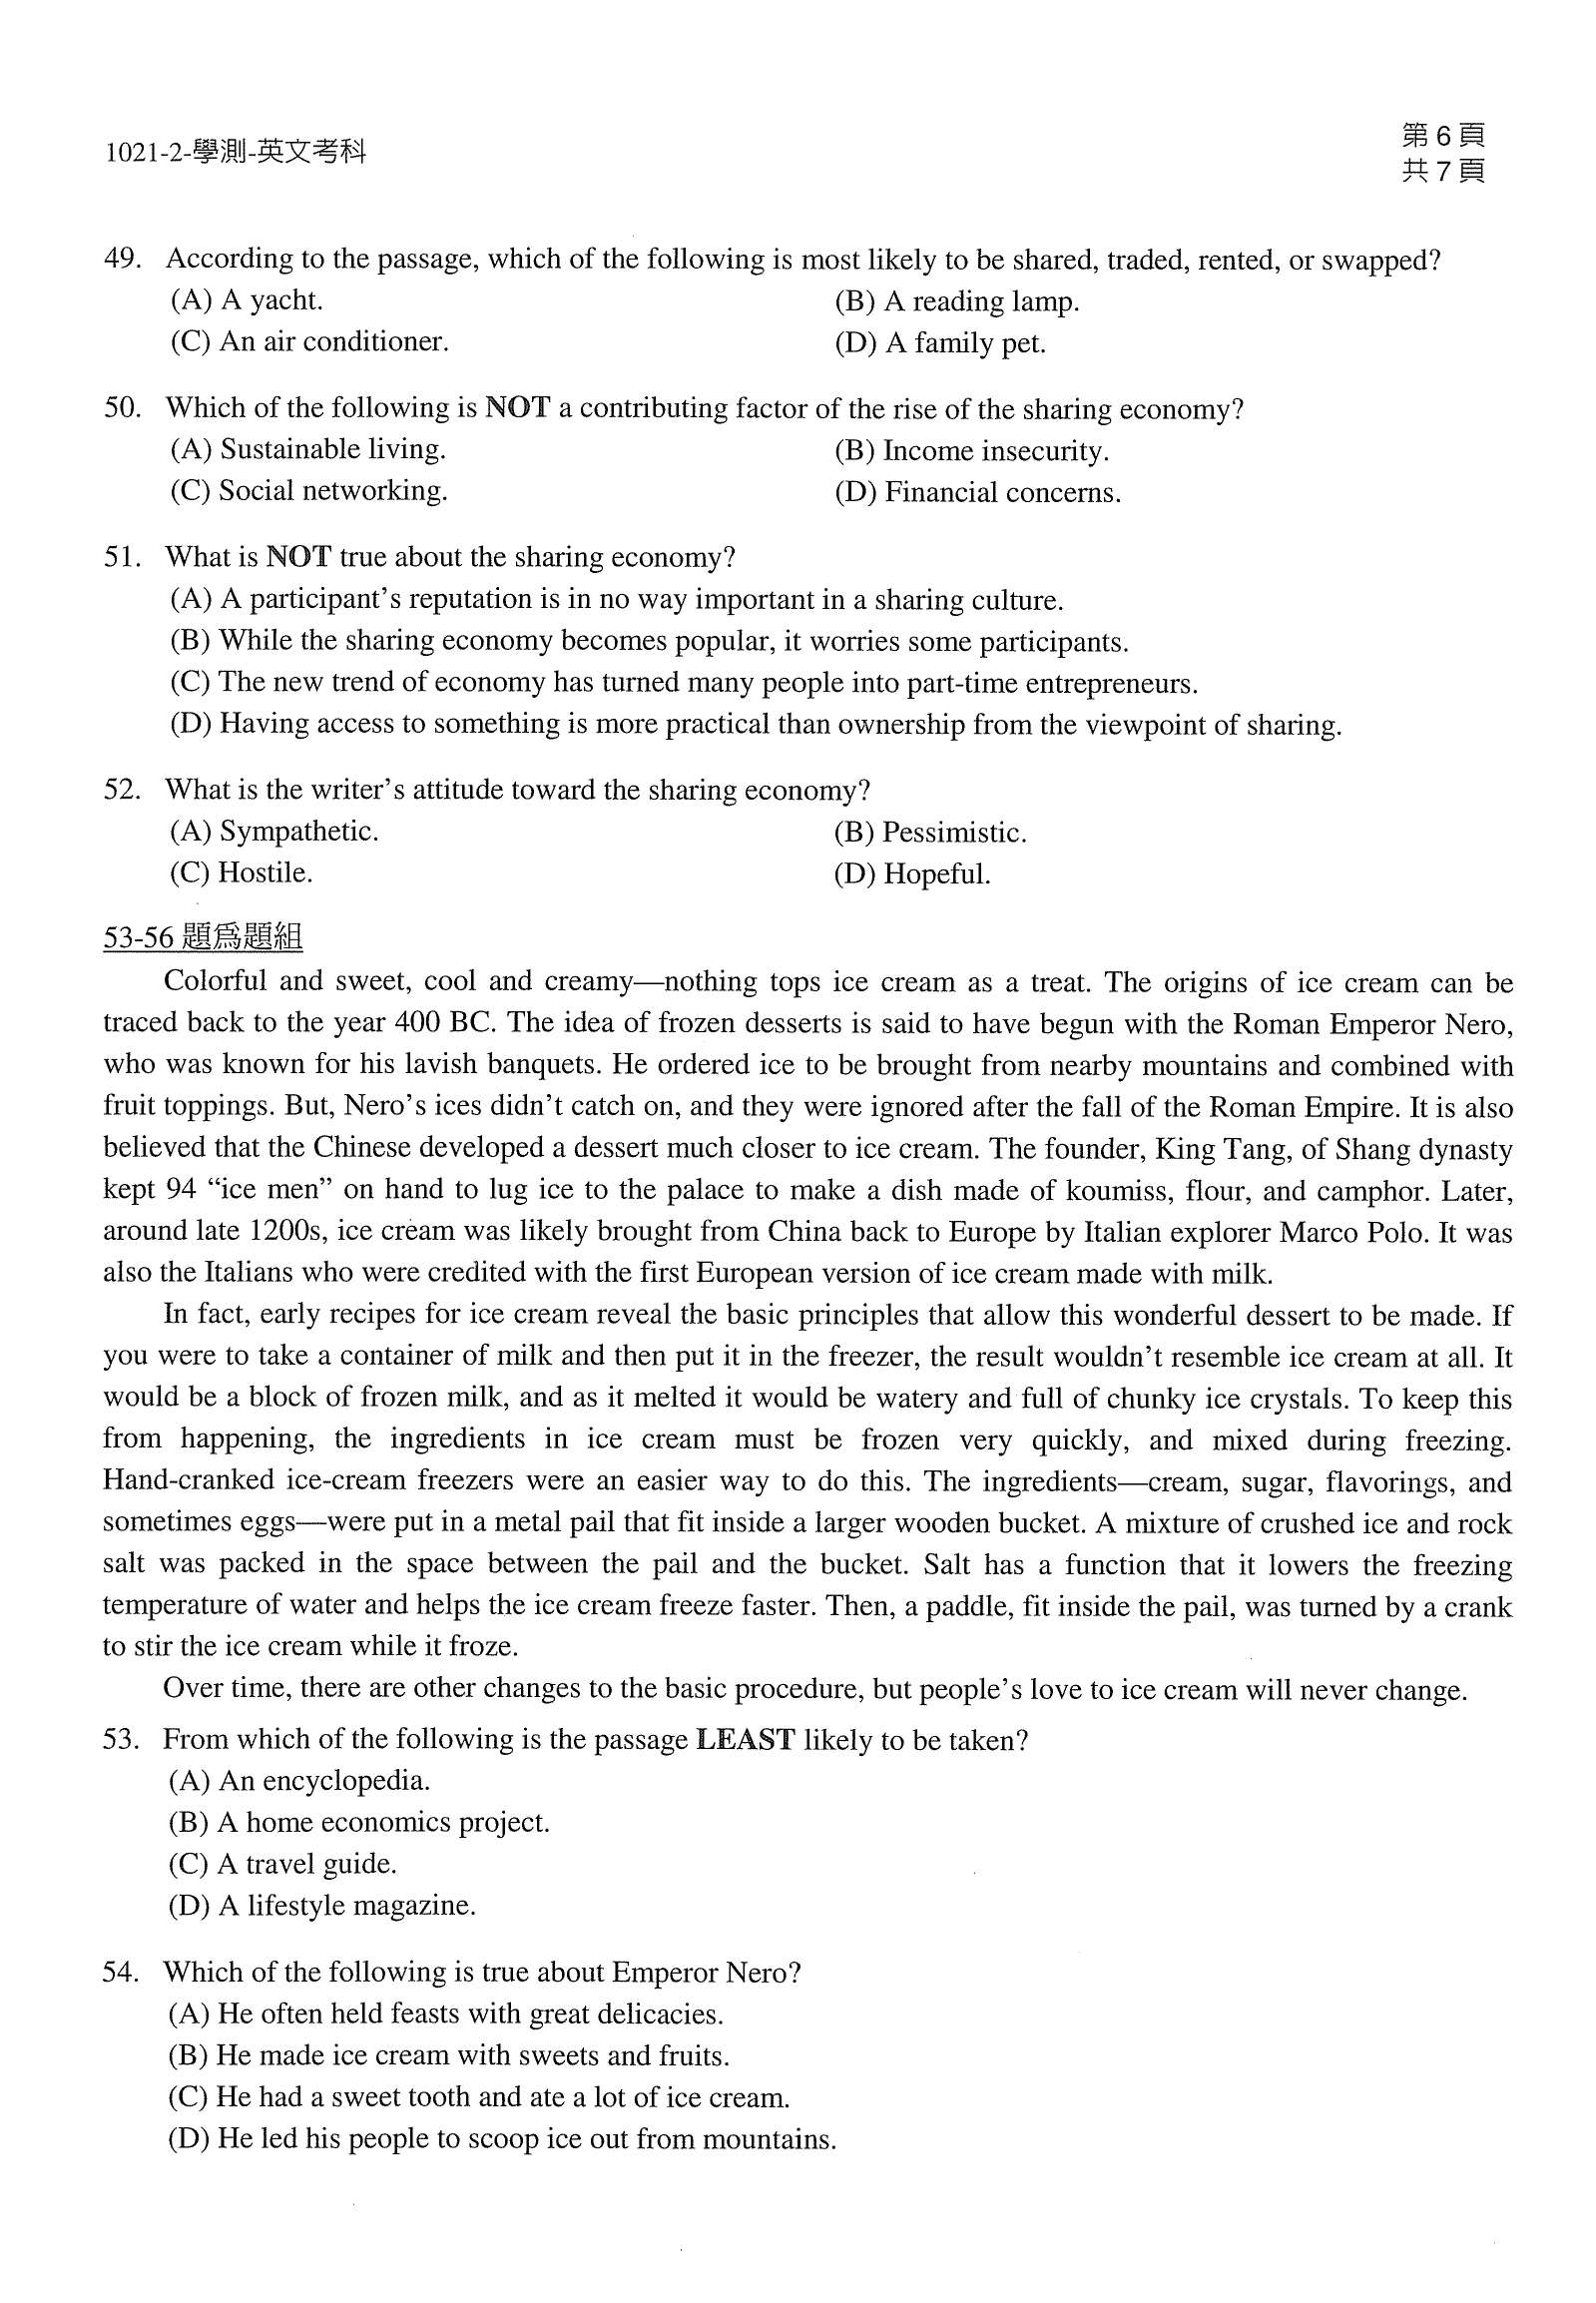 1021-2-學測-英文考科
第 6 頁
共 7 頁
49. According to the passage, which of the following is most likely to be shared, traded, rented, or swapped?
(A) A yacht. (B) A reading lamp.
(C) An air conditioner. (D) A family pet.
50. Which of the following is NOT a contributing factor of the rise of the sharing economy?
(A) Sustainable living. (B) Income insecurity.
(C) Social networking. (D) Financial concerns.
51. What is NOT true about the sharing economy?
(A) A participant's reputation is in no way important in a sharing culture.
(B) While the sharing economy becomes popular, it worries some participants.
(C) The new trend of economy has turned many people into part-time entrepreneurs.
(D) Having access to something is more practical than ownership from the viewpoint of sharing.
52. What is the writer's attitude toward the sharing economy?
(A) Sympathetic. (B) Pessimistic.
(C) Hostile. (D) Hopeful.
53-56 題為題組
Colorful and sweet, cool and creamy—nothing tops ice cream as a treat. The origins of ice cream can be
traced back to the year 400 BC. The idea of frozen desserts is said to have begun with the Roman Emperor Nero,
who was known for his lavish banquets. He ordered ice to be brought from nearby mountains and combined with
fruit toppings. But, Nero's ices didn't catch on, and they were ignored after the fall of the Roman Empire. It is also
believed that the Chinese developed a dessert much closer to ice cream. The founder, King Tang, of Shang dynasty
kept 94 “ice men” on hand to lug ice to the palace to make a dish made of koumiss, flour, and camphor. Later,
around late 1200s, ice cream was likely brought from China back to Europe by Italian explorer Marco Polo. It was
also the Italians who were credited with the first European version of ice cream made with milk.
In fact, early recipes for ice cream reveal the basic principles that allow this wonderful dessert to be made. If
you were to take a container of milk and then put it in the freezer, the result wouldn't resemble ice cream at all. It
would be a block of frozen milk, and as it melted it would be watery and full of chunky ice crystals. To keep this
from happening, the ingredients in ice cream must be frozen very quickly, and mixed during freezing.
Hand-cranked ice-cream freezers were an easier way to do this. The ingredients—cream, sugar, flavorings, and
sometimes eggs—were put in a metal pail that fit inside a larger wooden bucket. A mixture of crushed ice and rock
salt was packed in the space between the pail and the bucket. Salt has a function that it lowers the freezing
temperature of water and helps the ice cream freeze faster. Then, a paddle, fit inside the pail, was turned by a crank
to stir the ice cream while it froze.
Over time, there are other changes to the basic procedure, but people's love to ice cream will never change.
53. From which of the following is the passage LEAST likely to be taken?
(A) An encyclopedia.
(B) A home economics project.
(C) A travel guide.
(D) A lifestyle magazine.
54. Which of the following is true about Emperor Nero?
(A) He often held feasts with great delicacies.
(B) He made ice cream with sweets and fruits.
(C) He had a sweet tooth and ate a lot of ice cream.
(D) He led his people to scoop ice out from mountains.